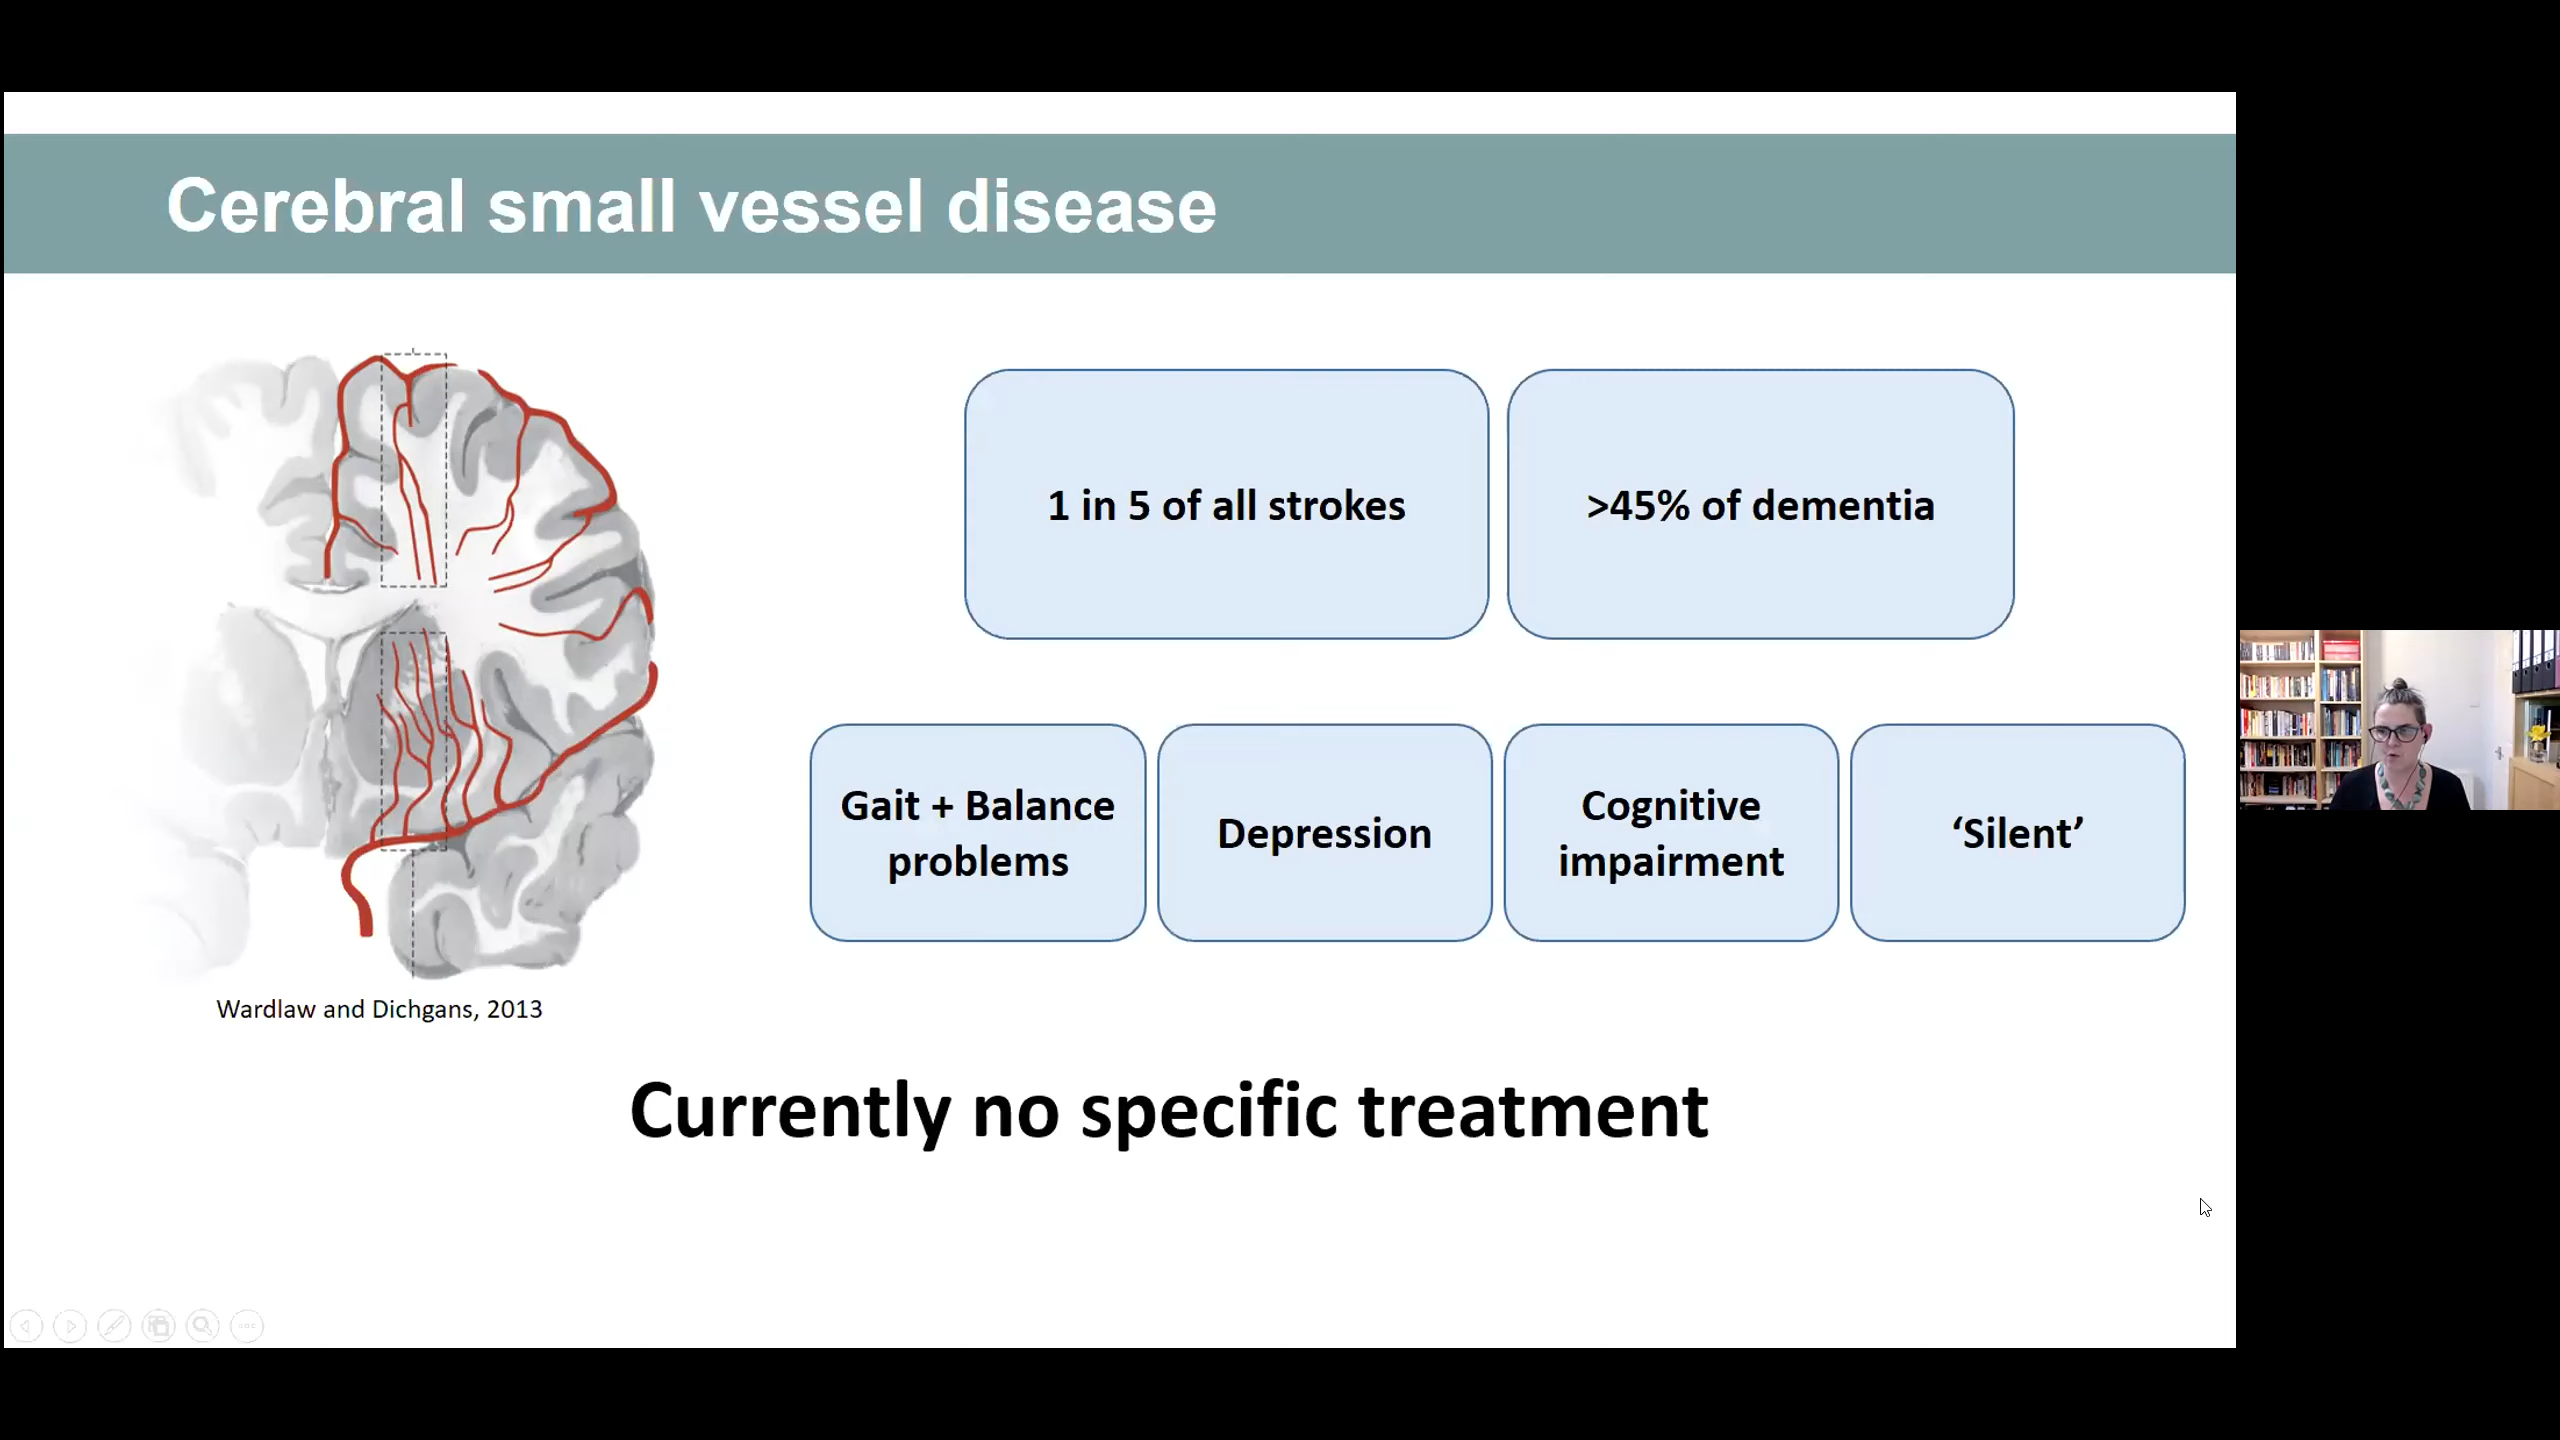 Cerebral small vessel disease
1 in 5 of all strokes
>45% of dementia
Gait + Balance
problems
Depression
Cognitive
impairment
‘Silent’
Wardlaw and Dichgans, 2013
Currently no specific treatment